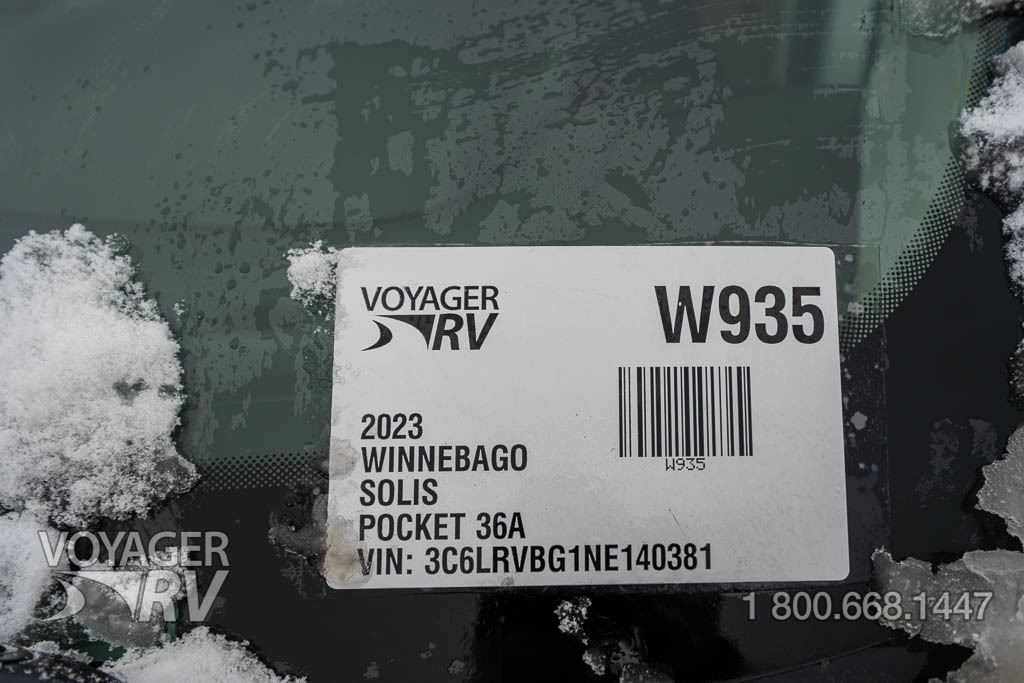 VOYAGER
RV
W935
W935
2023
WINNEBAGO
SOLIS
POCKET 36A
VIN: 3C6LRVBG1NE140381
VOYAGER
RV
1 800.668.1447